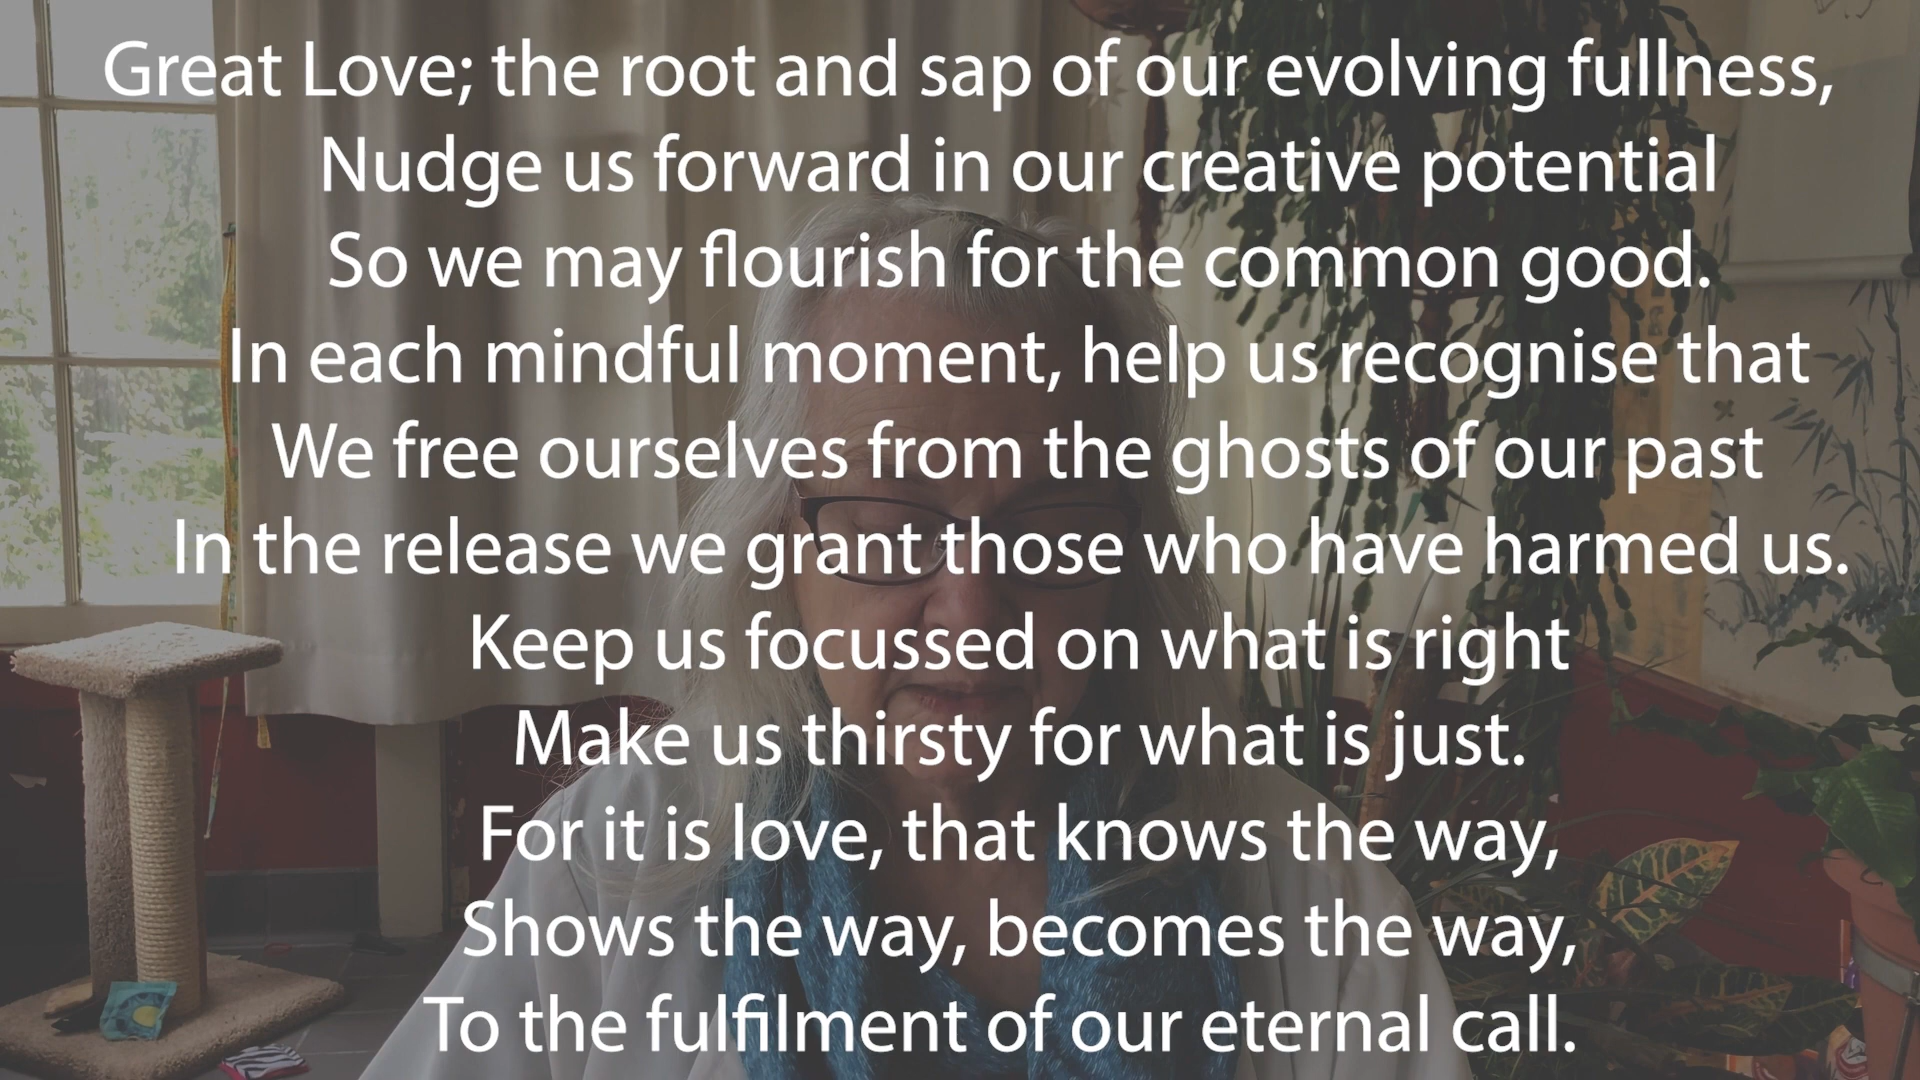 Great Love; the root and sap of our evolving fullness,
Nudge us forward in our creative potential
So we may flourish for the common good.
In each mindful moment, help us recognise that
We free ourselves from the ghosts of our past
In the release we grant those who have harmed us.
Keep us focussed on what is right
Make us thirsty for what is just.
For it is love, that knows the way,
Shows the way, becomes the way,
To the fulfilment of our eternal call.